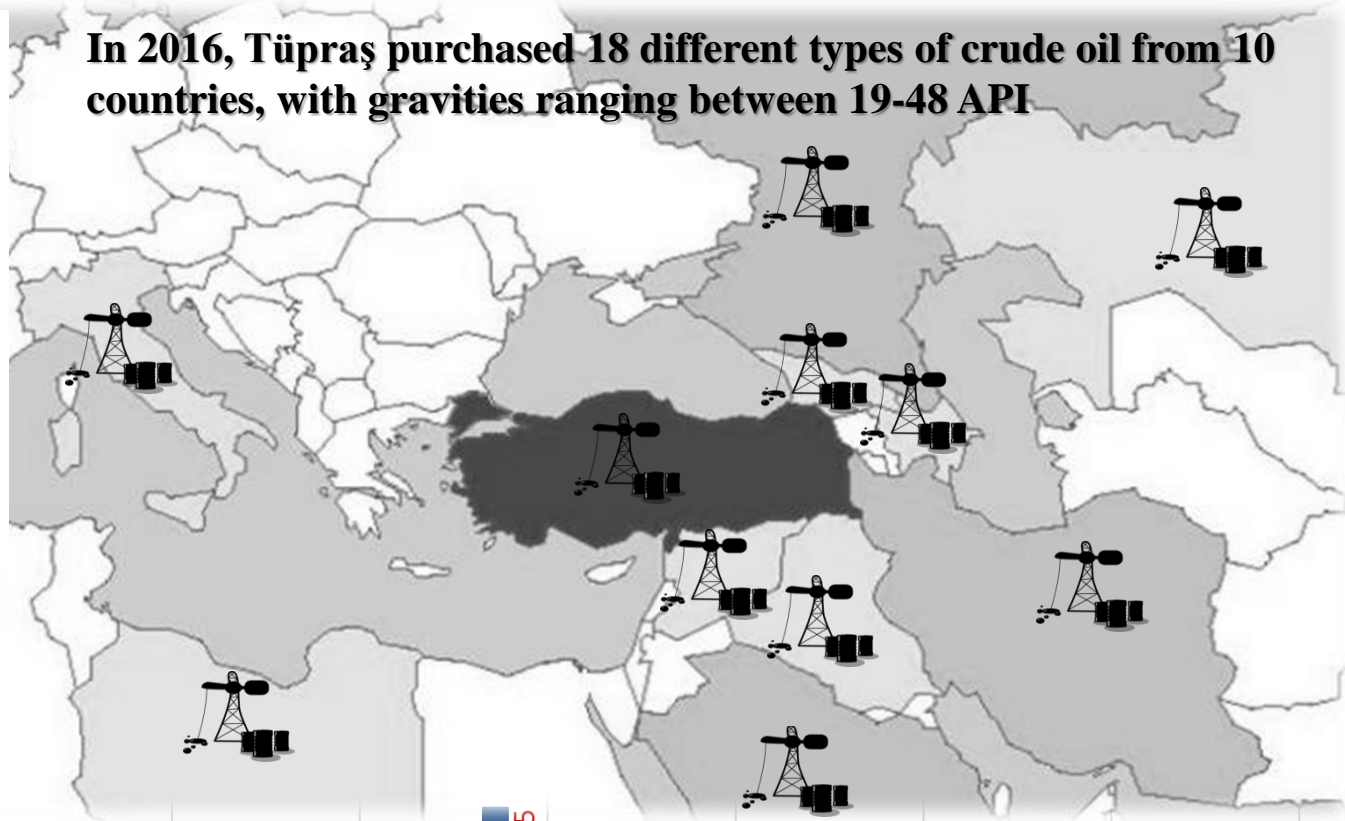 In 2016, Tüpraş purchased 18 different types of crude oil from 10
countries, with gravities ranging between 19-48 API